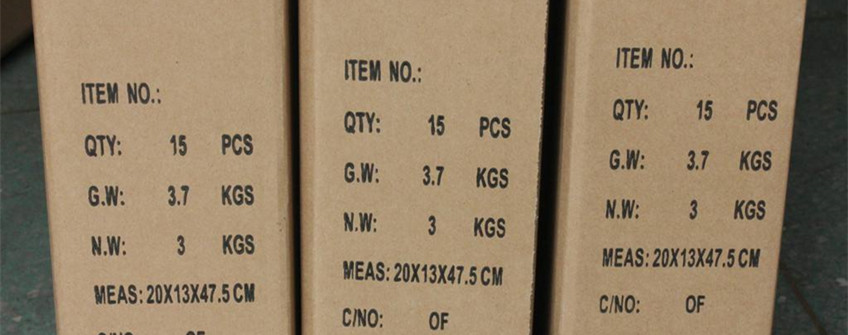 ITEM NO.:
QTY: 15 PCS
G.W: 3.7 KGS
N.W: 3 KGS
MEAS: 20X13X47.5 CM
C/NO: OF
ITEM NO.:
QTY: 15 PCS
G.W: 3.7 KGS
N.W: 3 KGS
MEAS: 20X13X47.5 CM
C/NO: OF
ITEM NO.:
QTY: 15 PCS
G.W: 3.7 KGS
N.W: 3 KGS
MEAS: 20X13X47.5 CM
C/NO: OF